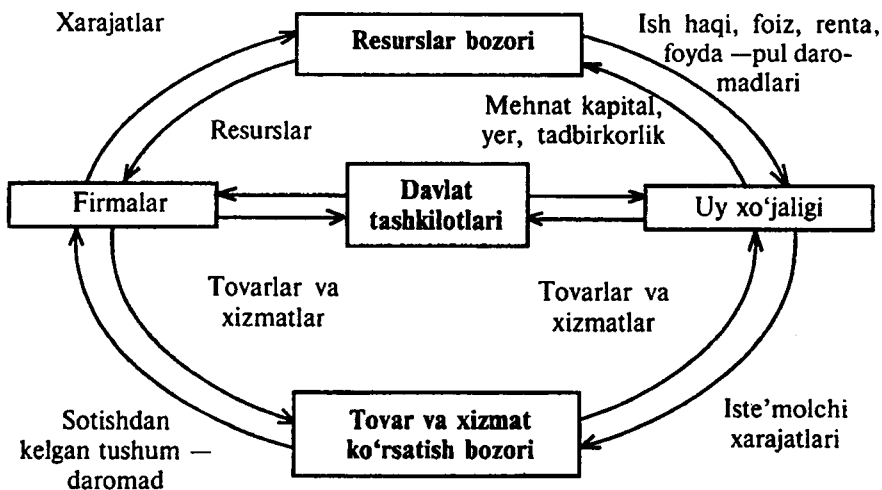 Xarajatlar
Resurslar bozori
Ish haqi, foiz, renta,
foyda —pul daro-
madlari
Resurslar
Mehnat kapital,
yer, tadbirkorlik
Firmalar
Davlat
tashkilotlari
Uy xo‘jaligi
Tovarlar va
xizmatlar
Tovarlar va
xizmatlar
Sotishdan
kelgan tushum —
daromad
Tovar va xizmat
ko‘rsatish bozori
Iste’molchi
xarajatlari